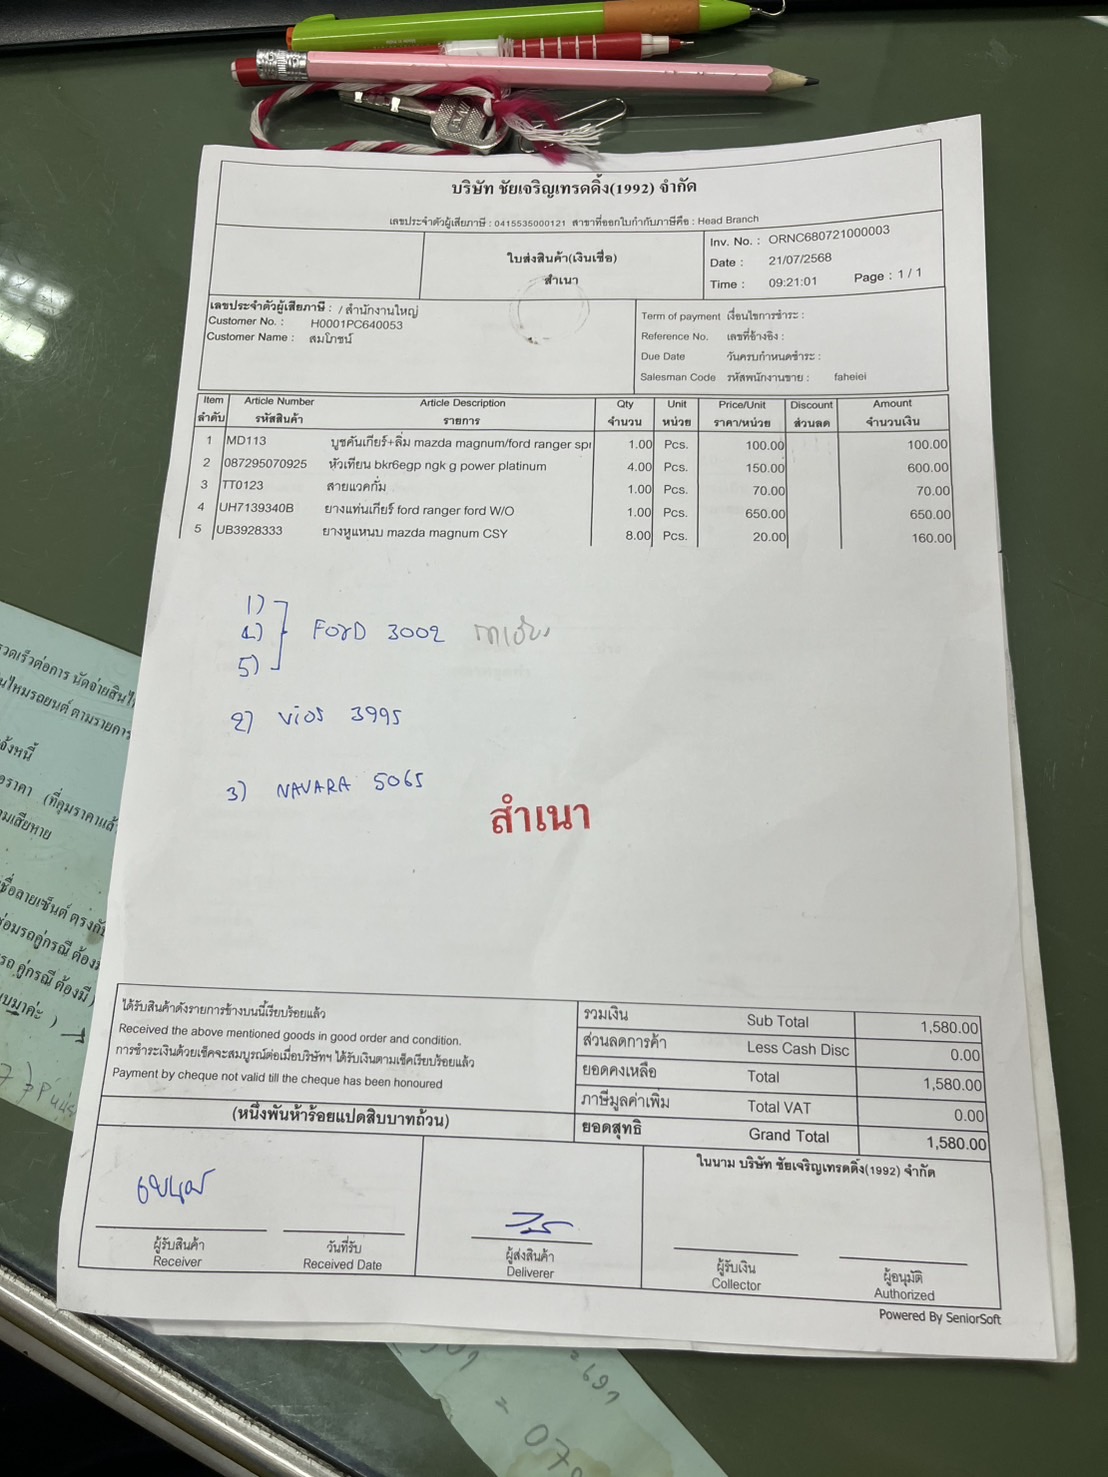 บริษัท ชัยเจริญเทรดดิ้ง(1992) จำกัด
เลขประจำตัวผู้เสียภาษี : 0415535000121 สาขาที่ออกใบกำกับภาษีคือ : Head Branch
ใบส่งสินค้า(เงินเชื่อ)
สำเนา
Inv. No. : ORNC680721000003
Date : 21/07/2568
Time : 09:21:01 Page : 1 / 1
เลขประจำตัวผู้เสียภาษี : / สำนักงานใหญ่
Customer No. : H0001PC640053
Customer Name : สมโภชน์
Term of payment เงื่อนไขการชำระ :
Reference No. เลขที่อ้างอิง :
Due Date วันครบกำหนดชำระ :
Salesman Code รหัสพนักงานขาย : faheiei
Item Article Number Article Description Qty Unit Price/Unit Discount Amount
ลำดับ รหัสสินค้า รายการ จำนวน หน่วย ราคา/หน่วย ส่วนลด จำนวนเงิน
1 MD113 บูชคันเกียร์+ลิ่ม mazda magnum/ford ranger spr 1.00 Pcs. 100.00 100.00
2 087295070925 หัวเทียน bkr6egp ngk g power platinum 4.00 Pcs. 150.00 600.00
3 TT0123 สายแวคกั้ม 1.00 Pcs. 70.00 70.00
4 UH7139340B ยางแท่นเกียร์ ford ranger ford W/O 1.00 Pcs. 650.00 650.00
5 UB3928333 ยางหูแหนบ mazda magnum CSY 8.00 Pcs. 20.00 160.00
1)
4) FORD 3002
5)
2) ViOS 3995
3) NAVARA 5065
สำเนา
ได้รับสินค้าดังรายการข้างบนนี้เรียบร้อยแล้ว
Received the above mentioned goods in good order and condition.
การชำระเงินด้วยเช็คจะสมบูรณ์ต่อเมื่อบริษัทฯ ได้รับเงินตามเช็คเรียบร้อยแล้ว
Payment by cheque not valid till the cheque has been honoured
(หนึ่งพันห้าร้อยแปดสิบบาทถ้วน)
รวมเงิน Sub Total 1,580.00
ส่วนลดการค้า Less Cash Disc 0.00
ยอดคงเหลือ Total 1,580.00
ภาษีมูลค่าเพิ่ม Total VAT 0.00
ยอดสุทธิ Grand Total 1,580.00
ในนาม บริษัท ชัยเจริญเทรดดิ้ง(1992) จำกัด
ผู้รับสินค้า
Receiver
วันที่รับ
Received Date
ผู้ส่งสินค้า
Deliverer
ผู้รับเงิน
Collector
ผู้อนุมัติ
Authorized
Powered By SeniorSoft